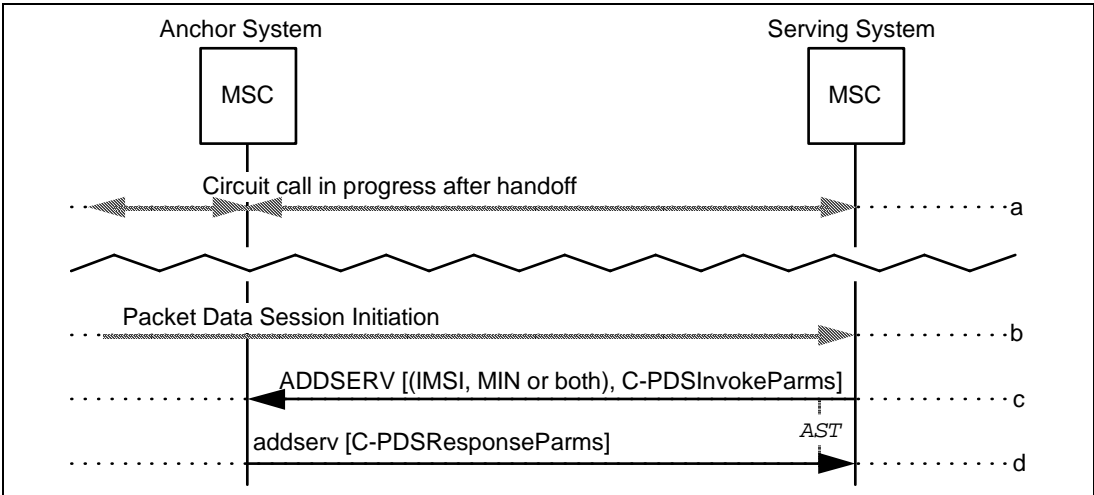 Anchor System
Serving System
MSC
MSC
Circuit call in progress after handoff
a
Packet Data Session Initiation
b
ADDSERV [(IMSI, MIN or both), C-PDSInvokeParms]
c
AST
addserv [C-PDSResponseParms]
d